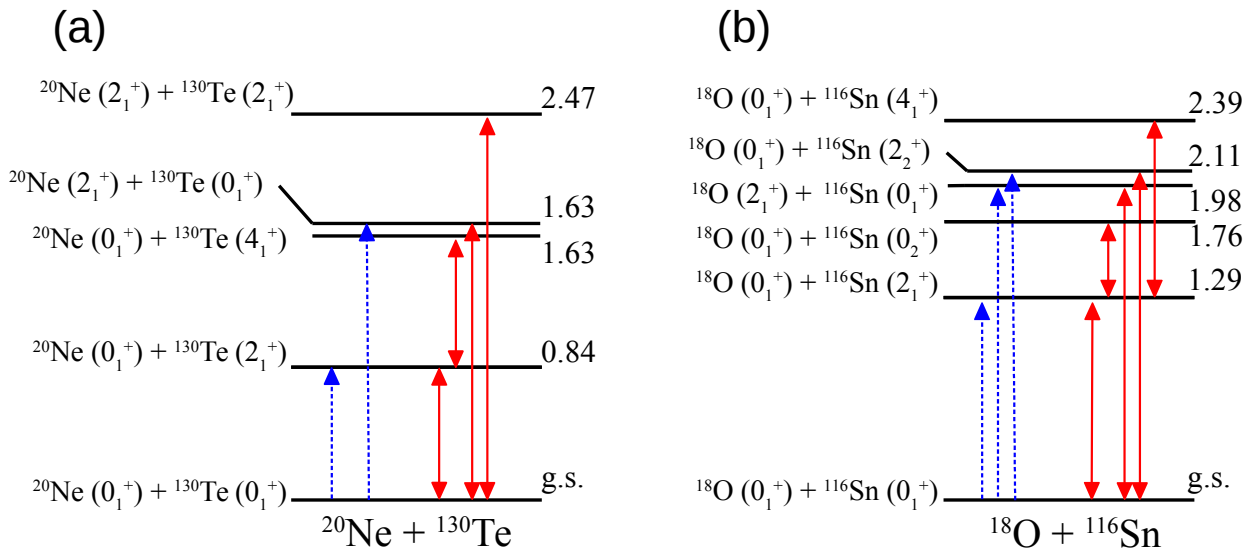 (a)
²⁰Ne (2₁⁺) + ¹³⁰Te (2₁⁺) 2.47
²⁰Ne (2₁⁺) + ¹³⁰Te (0₁⁺) 1.63
²⁰Ne (0₁⁺) + ¹³⁰Te (4₁⁺) 1.63
²⁰Ne (0₁⁺) + ¹³⁰Te (2₁⁺) 0.84
²⁰Ne (0₁⁺) + ¹³⁰Te (0₁⁺) g.s.
²⁰Ne + ¹³⁰Te
(b)
¹⁸O (0₁⁺) + ¹¹⁶Sn (4₁⁺) 2.39
¹⁸O (0₁⁺) + ¹¹⁶Sn (2₂⁺) 2.11
¹⁸O (2₁⁺) + ¹¹⁶Sn (0₁⁺) 1.98
¹⁸O (0₁⁺) + ¹¹⁶Sn (0₂⁺) 1.76
¹⁸O (0₁⁺) + ¹¹⁶Sn (2₁⁺) 1.29
¹⁸O (0₁⁺) + ¹¹⁶Sn (0₁⁺) g.s.
¹⁸O + ¹¹⁶Sn